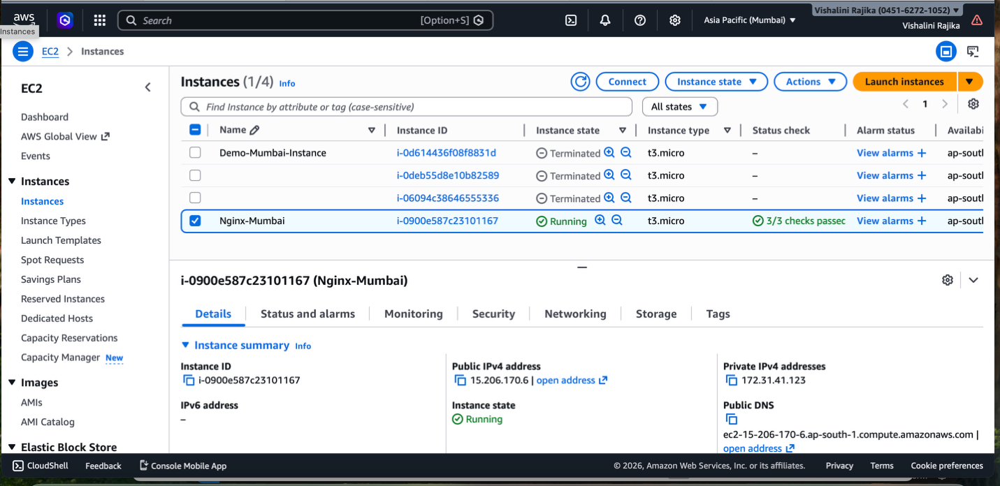 aws
Search [Option+S]
Asia Pacific (Mumbai) ▼
Vishalini Rajika (0451-6272-1052) ▼
Vishalini Rajika
Instances
EC2 > Instances
EC2
Dashboard
AWS Global View
Events
Instances
Instances
Instance Types
Launch Templates
Spot Requests
Savings Plans
Reserved Instances
Dedicated Hosts
Capacity Reservations
Capacity Manager New
Images
AMIs
AMI Catalog
Elastic Block Store
Instances (1/4) Info
Connect Instance state ▼ Actions ▼ Launch instances ▼
Find Instance by attribute or tag (case-sensitive) All states ▼ < 1 >
Name Instance ID Instance state Instance type Status check Alarm status Availabi
Demo-Mumbai-Instance i-0d614436f08f8831d Terminated t3.micro – View alarms + ap-sout
i-0deb55d8e10b82589 Terminated t3.micro – View alarms + ap-sout
i-06094c38646555336 Terminated t3.micro – View alarms + ap-sout
Nginx-Mumbai i-0900e587c23101167 Running t3.micro 3/3 checks passec View alarms + ap-sout
i-0900e587c23101167 (Nginx-Mumbai)
Details Status and alarms Monitoring Security Networking Storage Tags
Instance summary Info
Instance ID
i-0900e587c23101167
IPv6 address
–
Public IPv4 address
15.206.170.6 | open address
Instance state
Running
Private IPv4 addresses
172.31.41.123
Public DNS
ec2-15-206-170-6.ap-south-1.compute.amazonaws.com |
open address
CloudShell Feedback Console Mobile App © 2026, Amazon Web Services, Inc. or its affiliates. Privacy Terms Cookie preferences